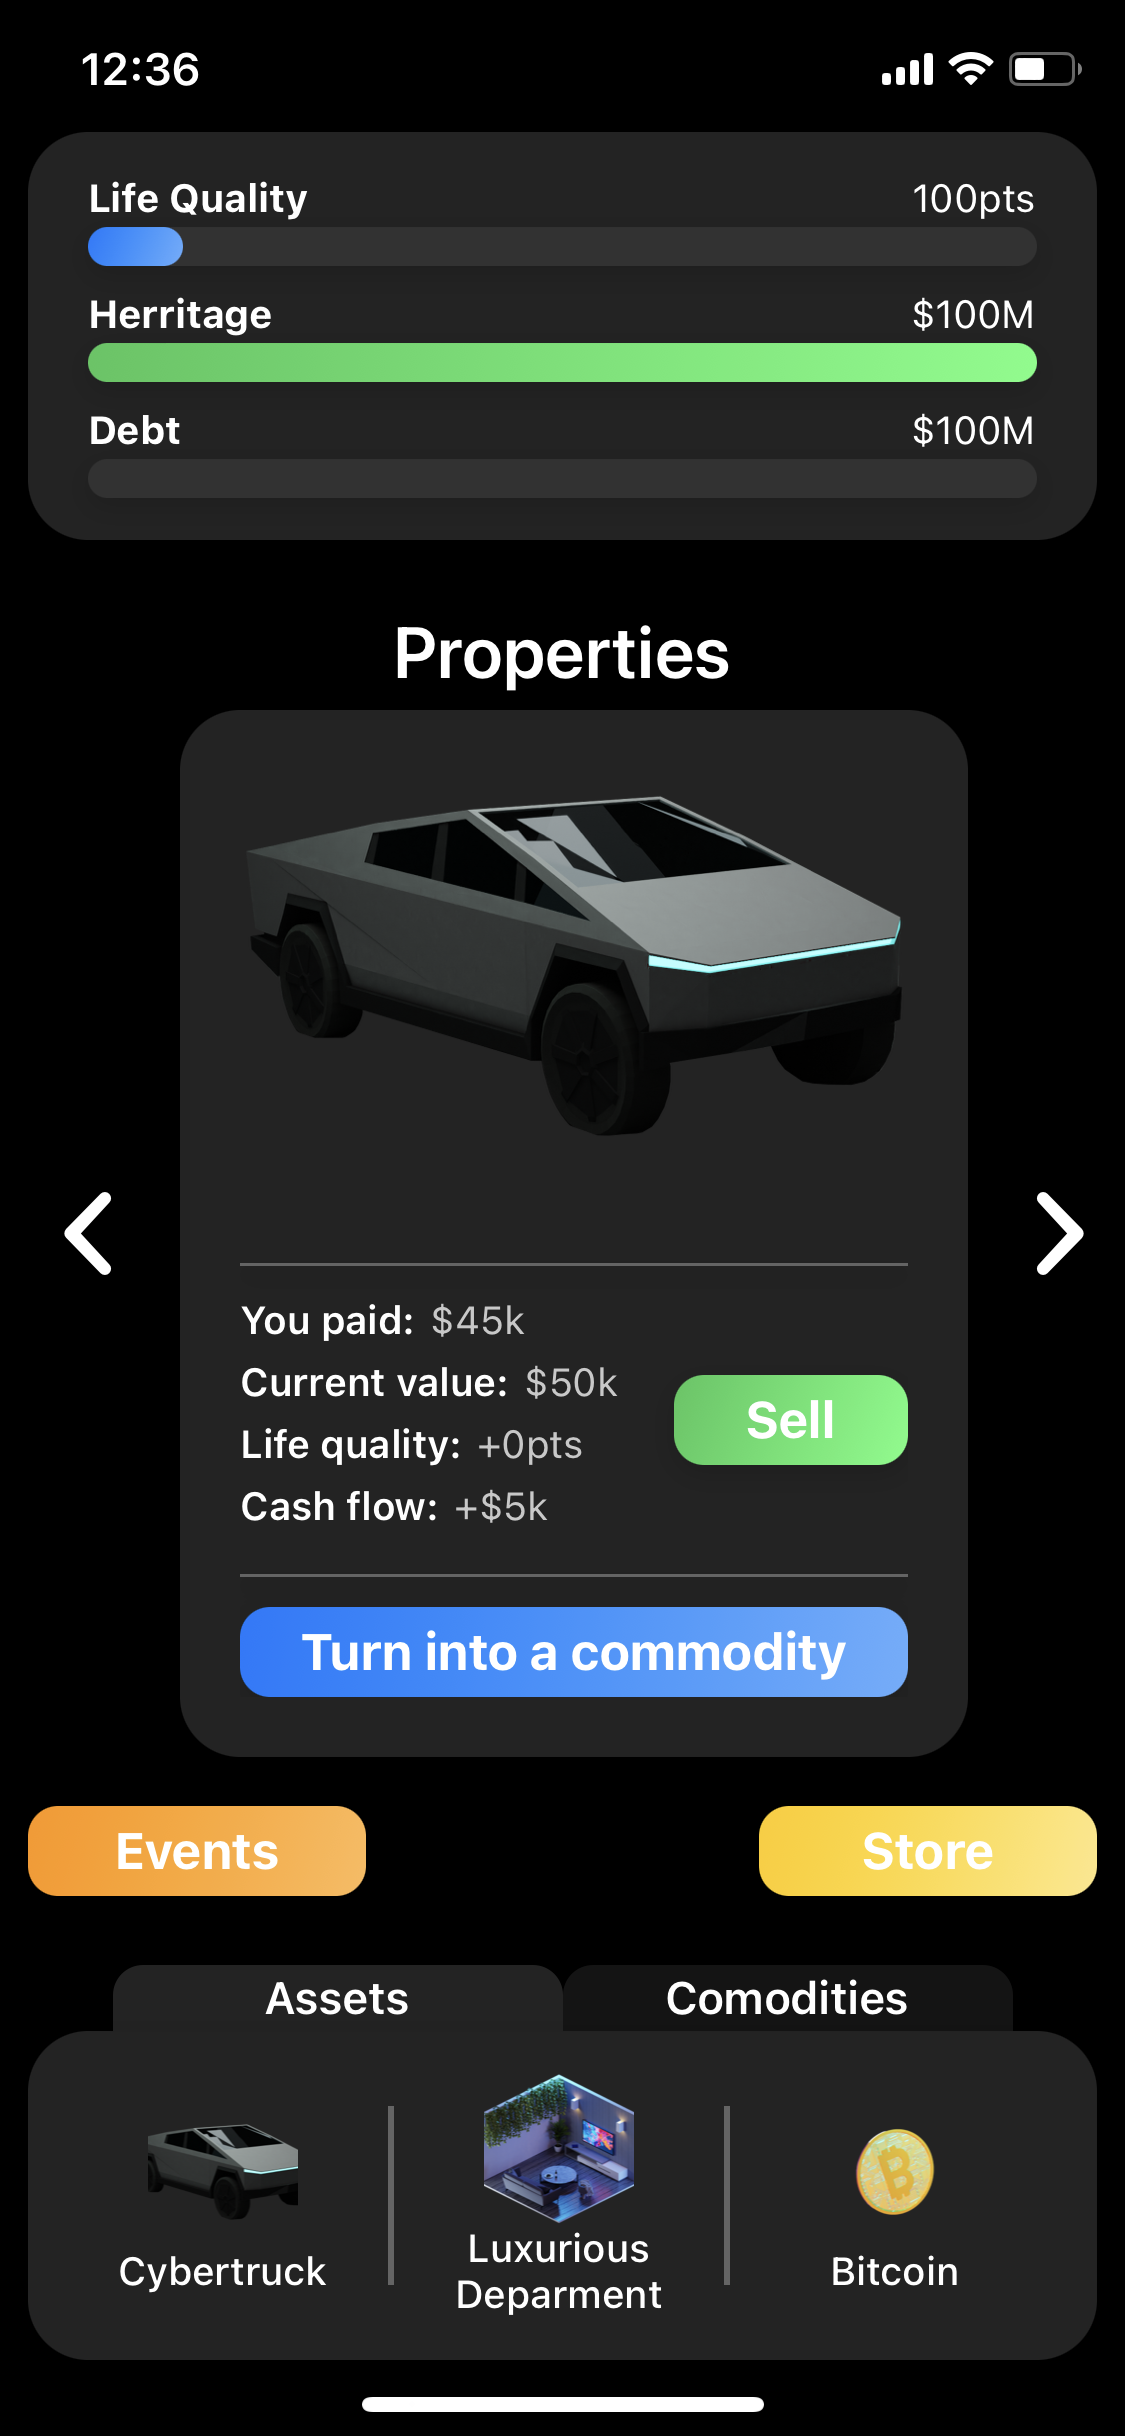 12:36
Life Quality 100pts
Herritage $100M
Debt $100M
Properties
You paid: $45k
Current value: $50k
Sell
Life quality: +0pts
Cash flow: +$5k
Turn into a commodity
Events Store
Assets Comodities
Cybertruck
Luxurious
Deparment
Bitcoin